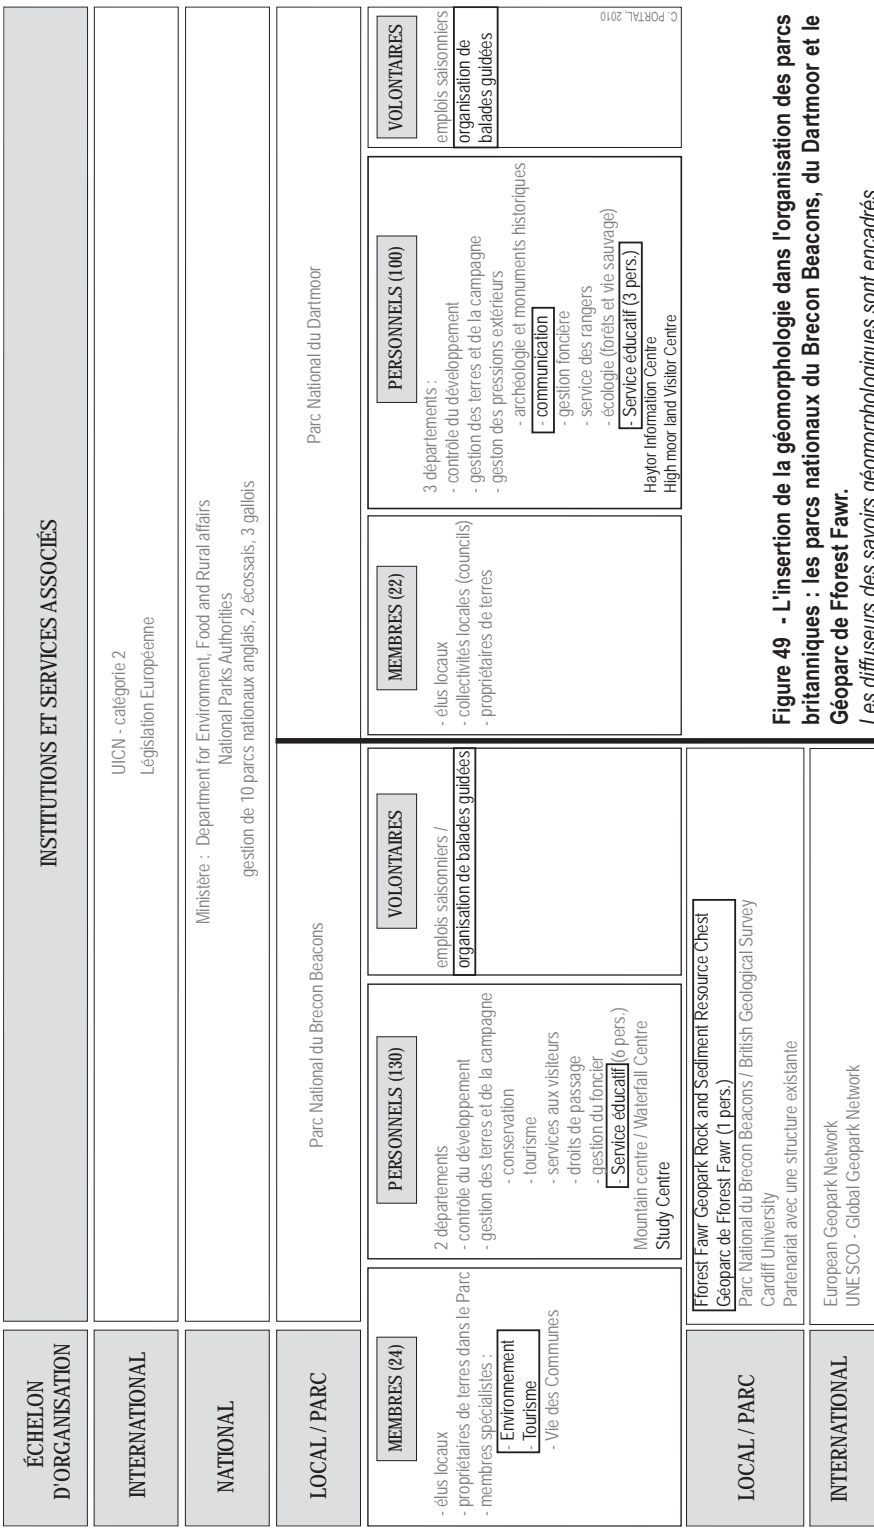 ÉCHELON
D'ORGANISATION
INSTITUTIONS ET SERVICES ASSOCIÉS
INTERNATIONAL
UICN - catégorie 2
Législation Européenne
NATIONAL
Ministère : Department for Environment, Food and Rural affairs
National Parks Authorities
gestion de 10 parcs nationaux anglais, 2 écossais, 3 gallois
LOCAL / PARC
Parc National du Brecon Beacons
Parc National du Dartmoor
MEMBRES (24)
- élus locaux
- propriétaires de terres dans le Parc
- membres spécialistes :
- Environnement
- Tourisme
- Vie des Communes
PERSONNELS (130)
2 départements
- contrôle du développement
- gestion des terres et de la campagne
- conservation
- tourisme
- services aux visiteurs
- droits de passage
- gestion du foncier
- Service éducatif (6 pers.)
Mountain centre / Waterfall Centre
Study Centre
VOLONTAIRES
emplois saisonniers /
organisation de balades guidées
MEMBRES (22)
- élus locaux
- collectivités locales (councils)
- propriétaires de terres
PERSONNELS (100)
3 départements :
- contrôle du développement
- gestion des terres et de la campagne
- geston des pressions extérieurs
- archéologie et monuments historiques
- communication
- gestion foncière
- service des rangers
- écologie (forêts et vie sauvage)
- Service éducatif (3 pers.)
Haytor Information Centre
High moor land Visitor Centre
VOLONTAIRES
emplois saisonniers
organisation de
balades guidées
C. PORTAL, 2010
LOCAL / PARC
Fforest Fawr Geopark Rock and Sediment Resource Chest
Géoparc de Fforest Fawr (1 pers.)
Parc National du Brecon Beacons / British Geological Survey
Cardiff University
Partenariat avec une structure existante
INTERNATIONAL
European Geopark Network
UNESCO - Global Geopark Network
Figure 49 - L'insertion de la géomorphologie dans l'organisation des parcs
britanniques : les parcs nationaux du Brecon Beacons, du Dartmoor et le
Géoparc de Fforest Fawr.
Les diffuseurs des savoirs géomorphologiques sont encadrés